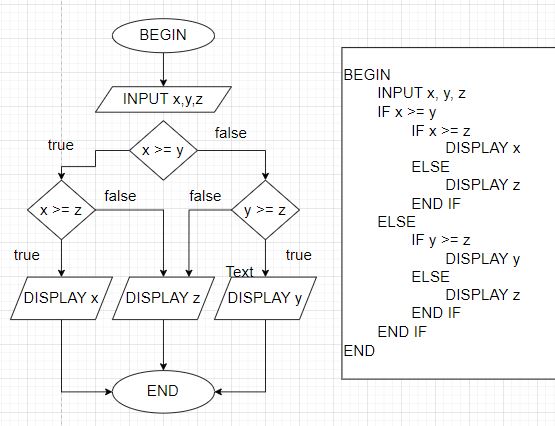 BEGIN
INPUT x,y,z
true
false
x >= y
x >= z
false
false
y >= z
true
true
Text
DISPLAY x
DISPLAY z
DISPLAY y
END
BEGIN
INPUT x, y, z
IF x >= y
IF x >= z
DISPLAY x
ELSE
DISPLAY z
END IF
ELSE
IF y >= z
DISPLAY y
ELSE
DISPLAY z
END IF
END IF
END